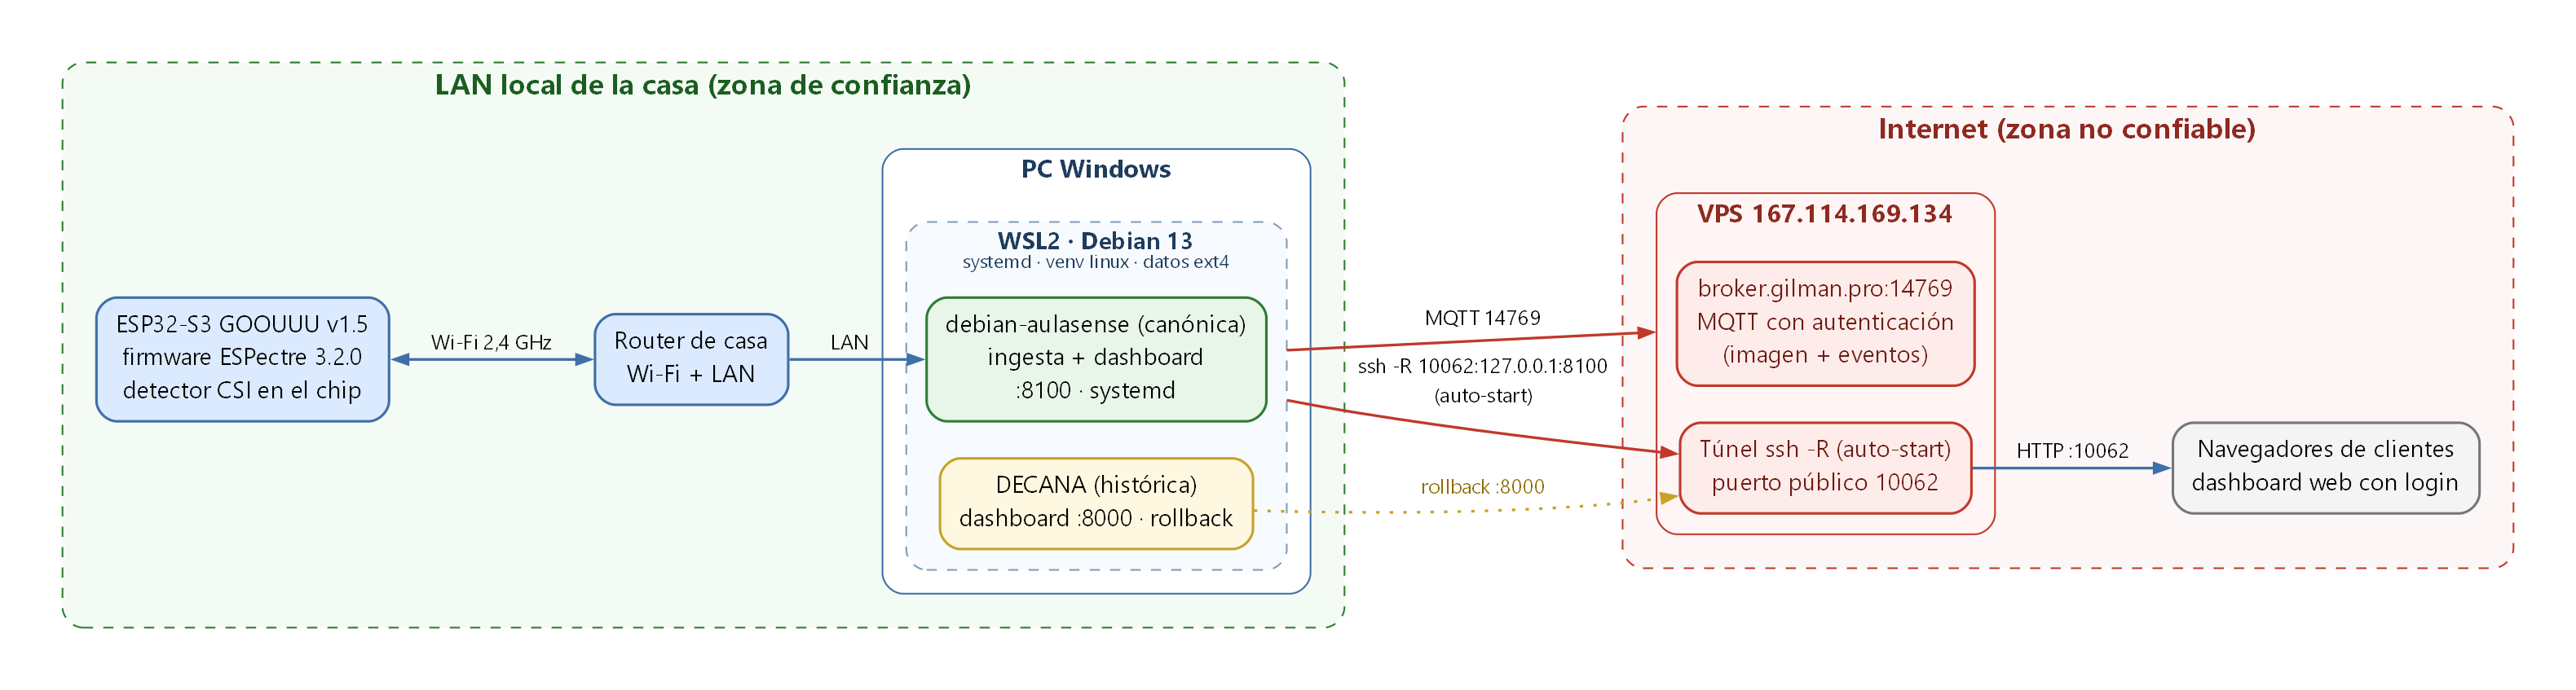 LAN local de la casa (zona de confianza)
ESP32-S3 GOOUUU v1.5
firmware ESPectre 3.2.0
detector CSI en el chip
Wi-Fi 2,4 GHz
Router de casa
Wi-Fi + LAN
LAN
PC Windows
WSL2 · Debian 13
systemd · venv linux · datos ext4
debian-aulasense (canónica)
ingesta + dashboard
:8100 · systemd
DECANA (histórica)
dashboard :8000 · rollback
MQTT 14769
ssh -R 10062:127.0.0.1:8100
(auto-start)
rollback :8000
Internet (zona no confiable)
VPS 167.114.169.134
broker.gilman.pro:14769
MQTT con autenticación
(imagen + eventos)
Túnel ssh -R (auto-start)
puerto público 10062
HTTP :10062
Navegadores de clientes
dashboard web con login